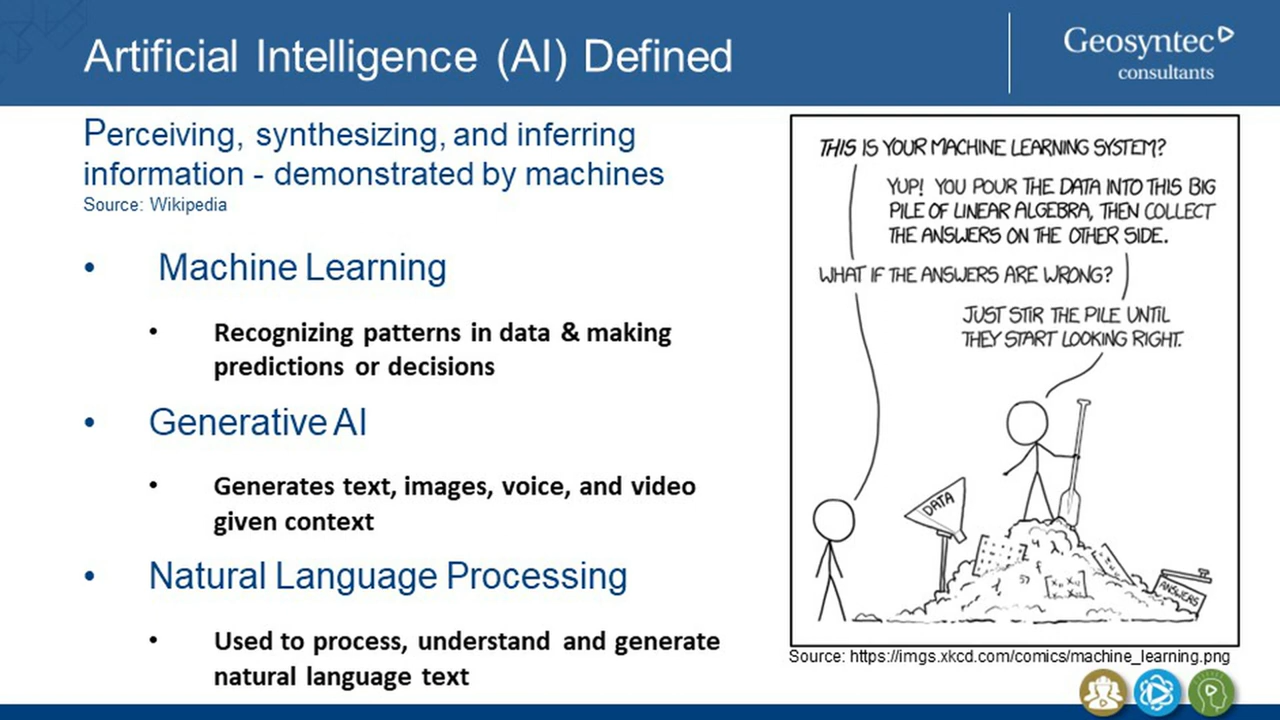 Artificial Intelligence (AI) Defined
Geosyntec
consultants
Perceiving, synthesizing, and inferring
information - demonstrated by machines
Source: Wikipedia
• Machine Learning
• Recognizing patterns in data & making
predictions or decisions
• Generative AI
• Generates text, images, voice, and video
given context
• Natural Language Processing
• Used to process, understand and generate
natural language text
THIS IS YOUR MACHINE LEARNING SYSTEM?
YUP! YOU POUR THE DATA INTO THIS BIG
PILE OF LINEAR ALGEBRA, THEN COLLECT
THE ANSWERS ON THE OTHER SIDE.
WHAT IF THE ANSWERS ARE WRONG?
JUST STIR THE PILE UNTIL
THEY START LOOKING RIGHT.
DATA
ANSWERS
Source: https://imgs.xkcd.com/comics/machine_learning.png